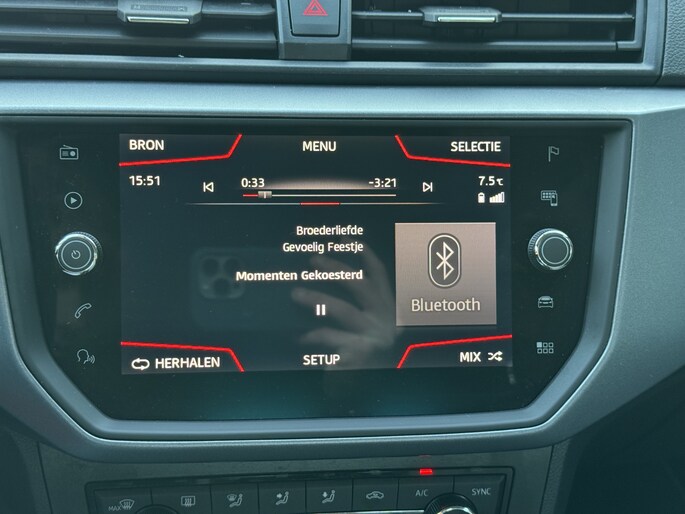 BRON MENU SELECTIE
15:51 0:33 -3:21 7.5℃
Broederliefde
Gevoelig Feestje
Momenten Gekoesterd
Bluetooth
HERHALEN SETUP MIX
MAX A/C SYNC